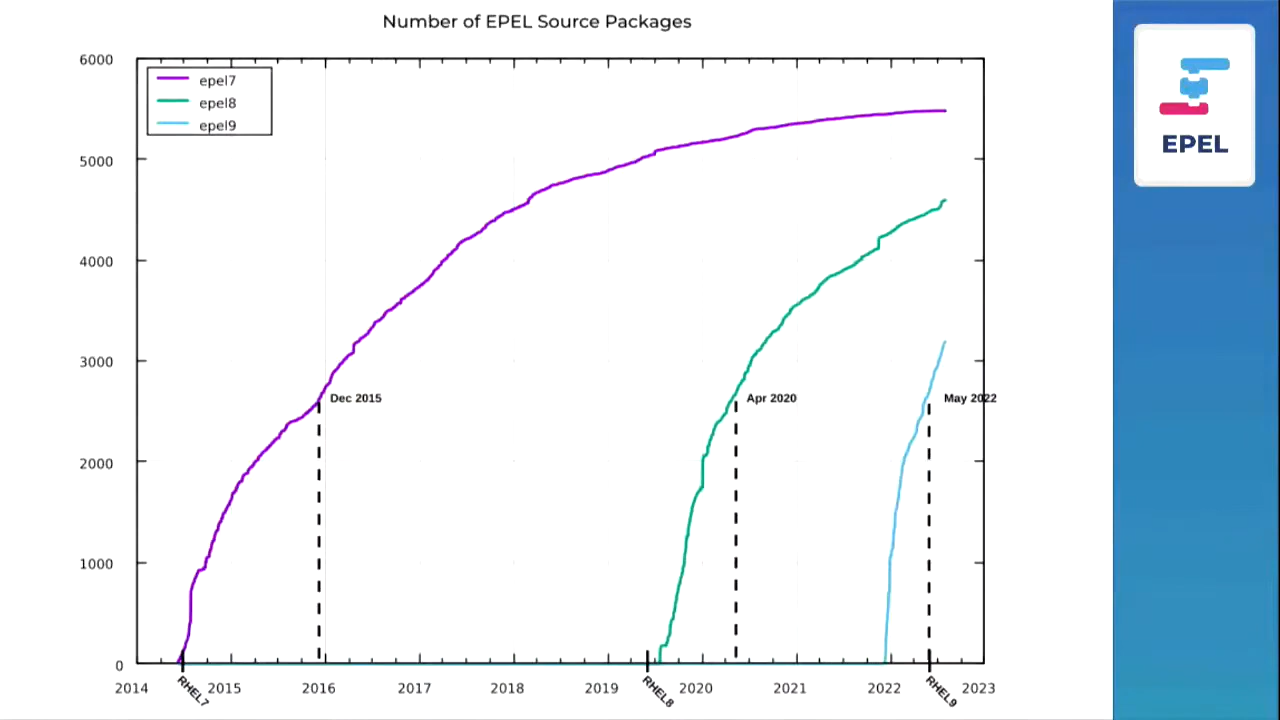 Number of EPEL Source Packages
6000
epel7
epel8
epel9
EPEL
5000
4000
3000
Dec 2015
Apr 2020
May 2022
2000
1000
0
2014 2015 2016 2017 2018 2019 2020 2021 2022 2023
RHEL7 RHEL8 RHEL9